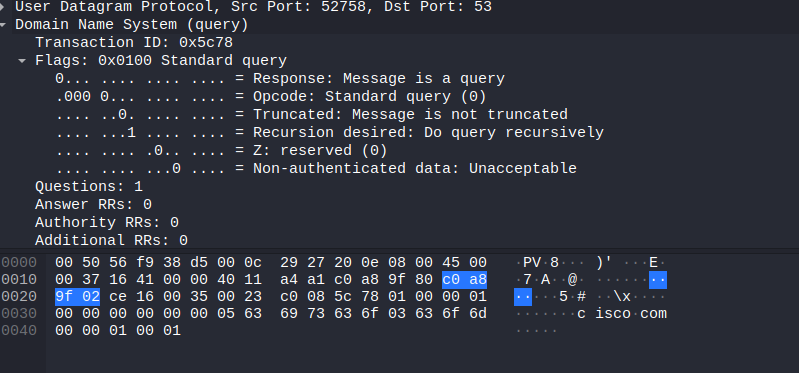 User Datagram Protocol, Src Port: 52758, Dst Port: 53
Domain Name System (query)
Transaction ID: 0x5c78
Flags: 0x0100 Standard query
0... .... .... .... = Response: Message is a query
.000 0... .... .... = Opcode: Standard query (0)
.... ..0. .... .... = Truncated: Message is not truncated
.... ...1 .... .... = Recursion desired: Do query recursively
.... .... .0.. .... = Z: reserved (0)
.... .... ...0 .... = Non-authenticated data: Unacceptable
Questions: 1
Answer RRs: 0
Authority RRs: 0
Additional RRs: 0
0000 00 50 56 f9 38 d5 00 0c 29 27 20 0e 08 00 45 00 ·PV·8··· )' ···E·
0010 00 37 16 41 00 00 40 11 a4 a1 c0 a8 9f 80 c0 a8 ·7·A··@· ········
0020 9f 02 ce 16 00 35 00 23 c0 08 5c 78 01 00 00 01 ·····5·# ··\x····
0030 00 00 00 00 00 00 05 63 69 73 63 6f 03 63 6f 6d ·······c isco·com
0040 00 00 01 00 01 ·····